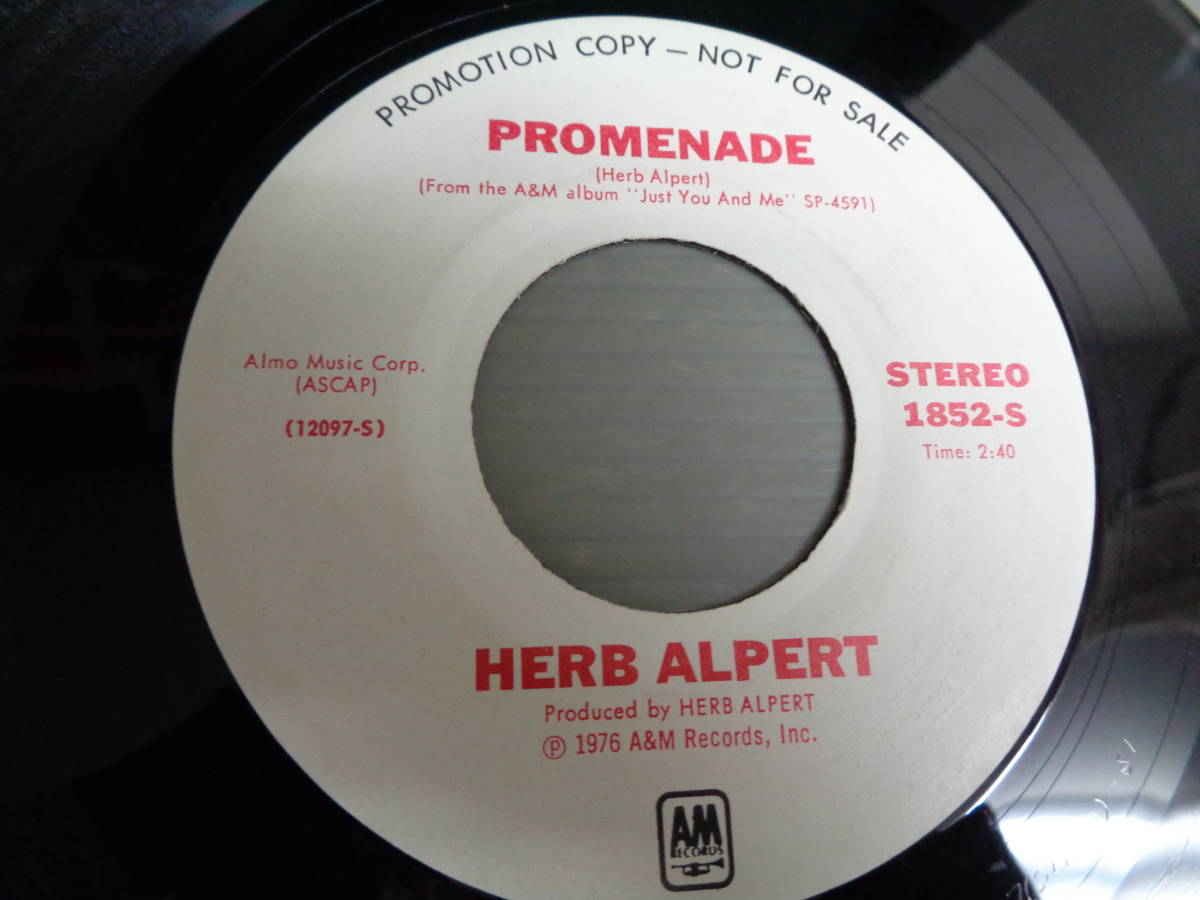 PROMOTION COPY — NOT FOR SALE
PROMENADE
(Herb Alpert)
(From the A&M album "Just You And Me" SP-4591)
Almo Music Corp.
(ASCAP)
(12097-S)
STEREO
1852-S
Time: 2:40
HERB ALPERT
Produced by HERB ALPERT
℗ 1976 A&M Records, Inc.
A&M
RECORDS